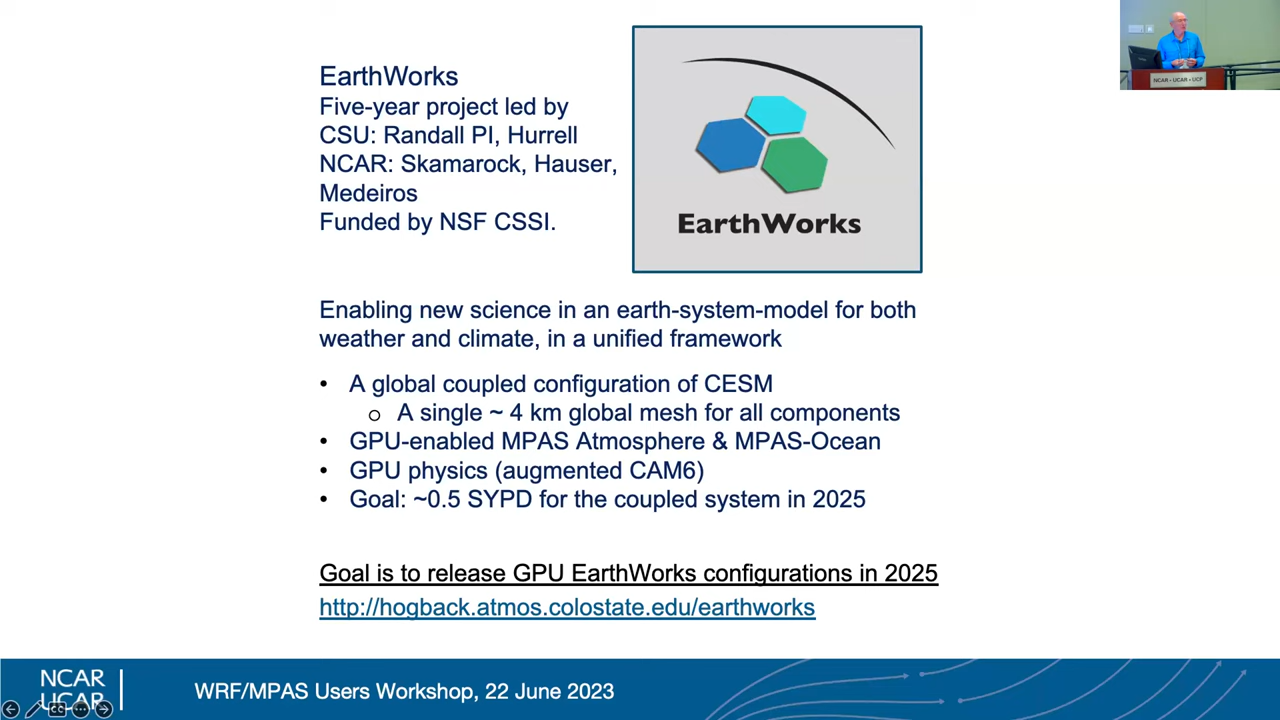 EarthWorks
Five-year project led by
CSU: Randall PI, Hurrell
NCAR: Skamarock, Hauser,
Medeiros
Funded by NSF CSSI.
EarthWorks
NCAR • UCAR • UCP
Enabling new science in an earth-system-model for both
weather and climate, in a unified framework
• A global coupled configuration of CESM
o A single ~ 4 km global mesh for all components
• GPU-enabled MPAS Atmosphere & MPAS-Ocean
• GPU physics (augmented CAM6)
• Goal: ~0.5 SYPD for the coupled system in 2025
Goal is to release GPU EarthWorks configurations in 2025
http://hogback.atmos.colostate.edu/earthworks
NCAR
UCAR
WRF/MPAS Users Workshop, 22 June 2023
CC